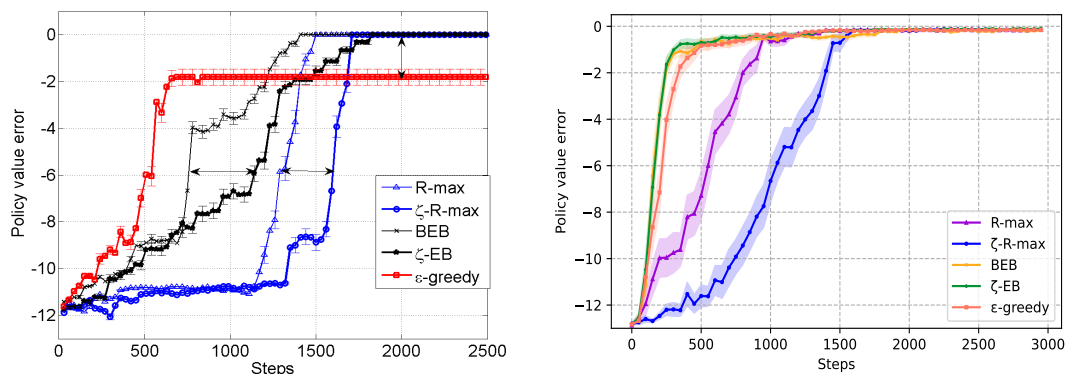 0
-2
-4
-6
-8
-10
-12
Policy value error
0 500 1000 1500 2000 2500
Steps
R-max
ζ-R-max
BEB
ζ-EB
ε-greedy
0
−2
−4
−6
−8
−10
−12
Policy value error
0 500 1000 1500 2000 2500 3000
Steps
R-max
ζ-R-max
BEB
ζ-EB
ε-greedy